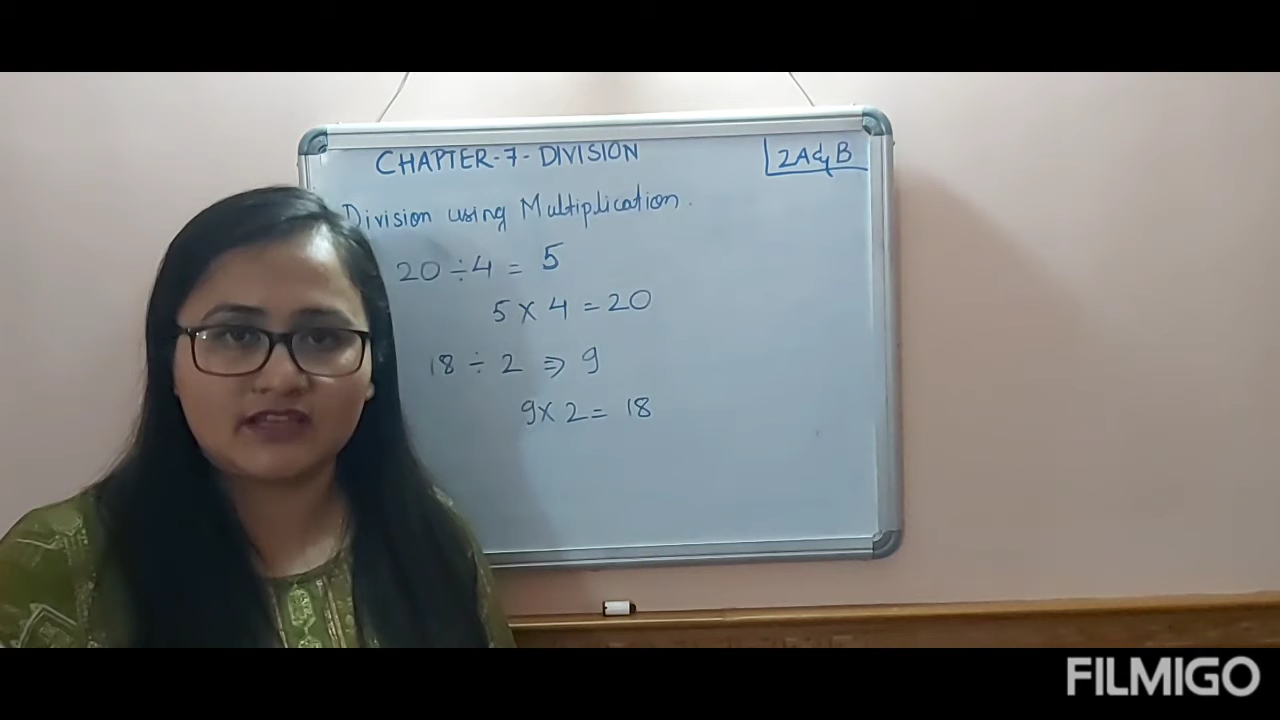 CHAPTER-7-DIVISION
2A & B
Division using Multiplication.
20 ÷ 4 = 5
5 x 4 = 20
18 ÷ 2 ⇒ 9
9 x 2 = 18
FILMIGO